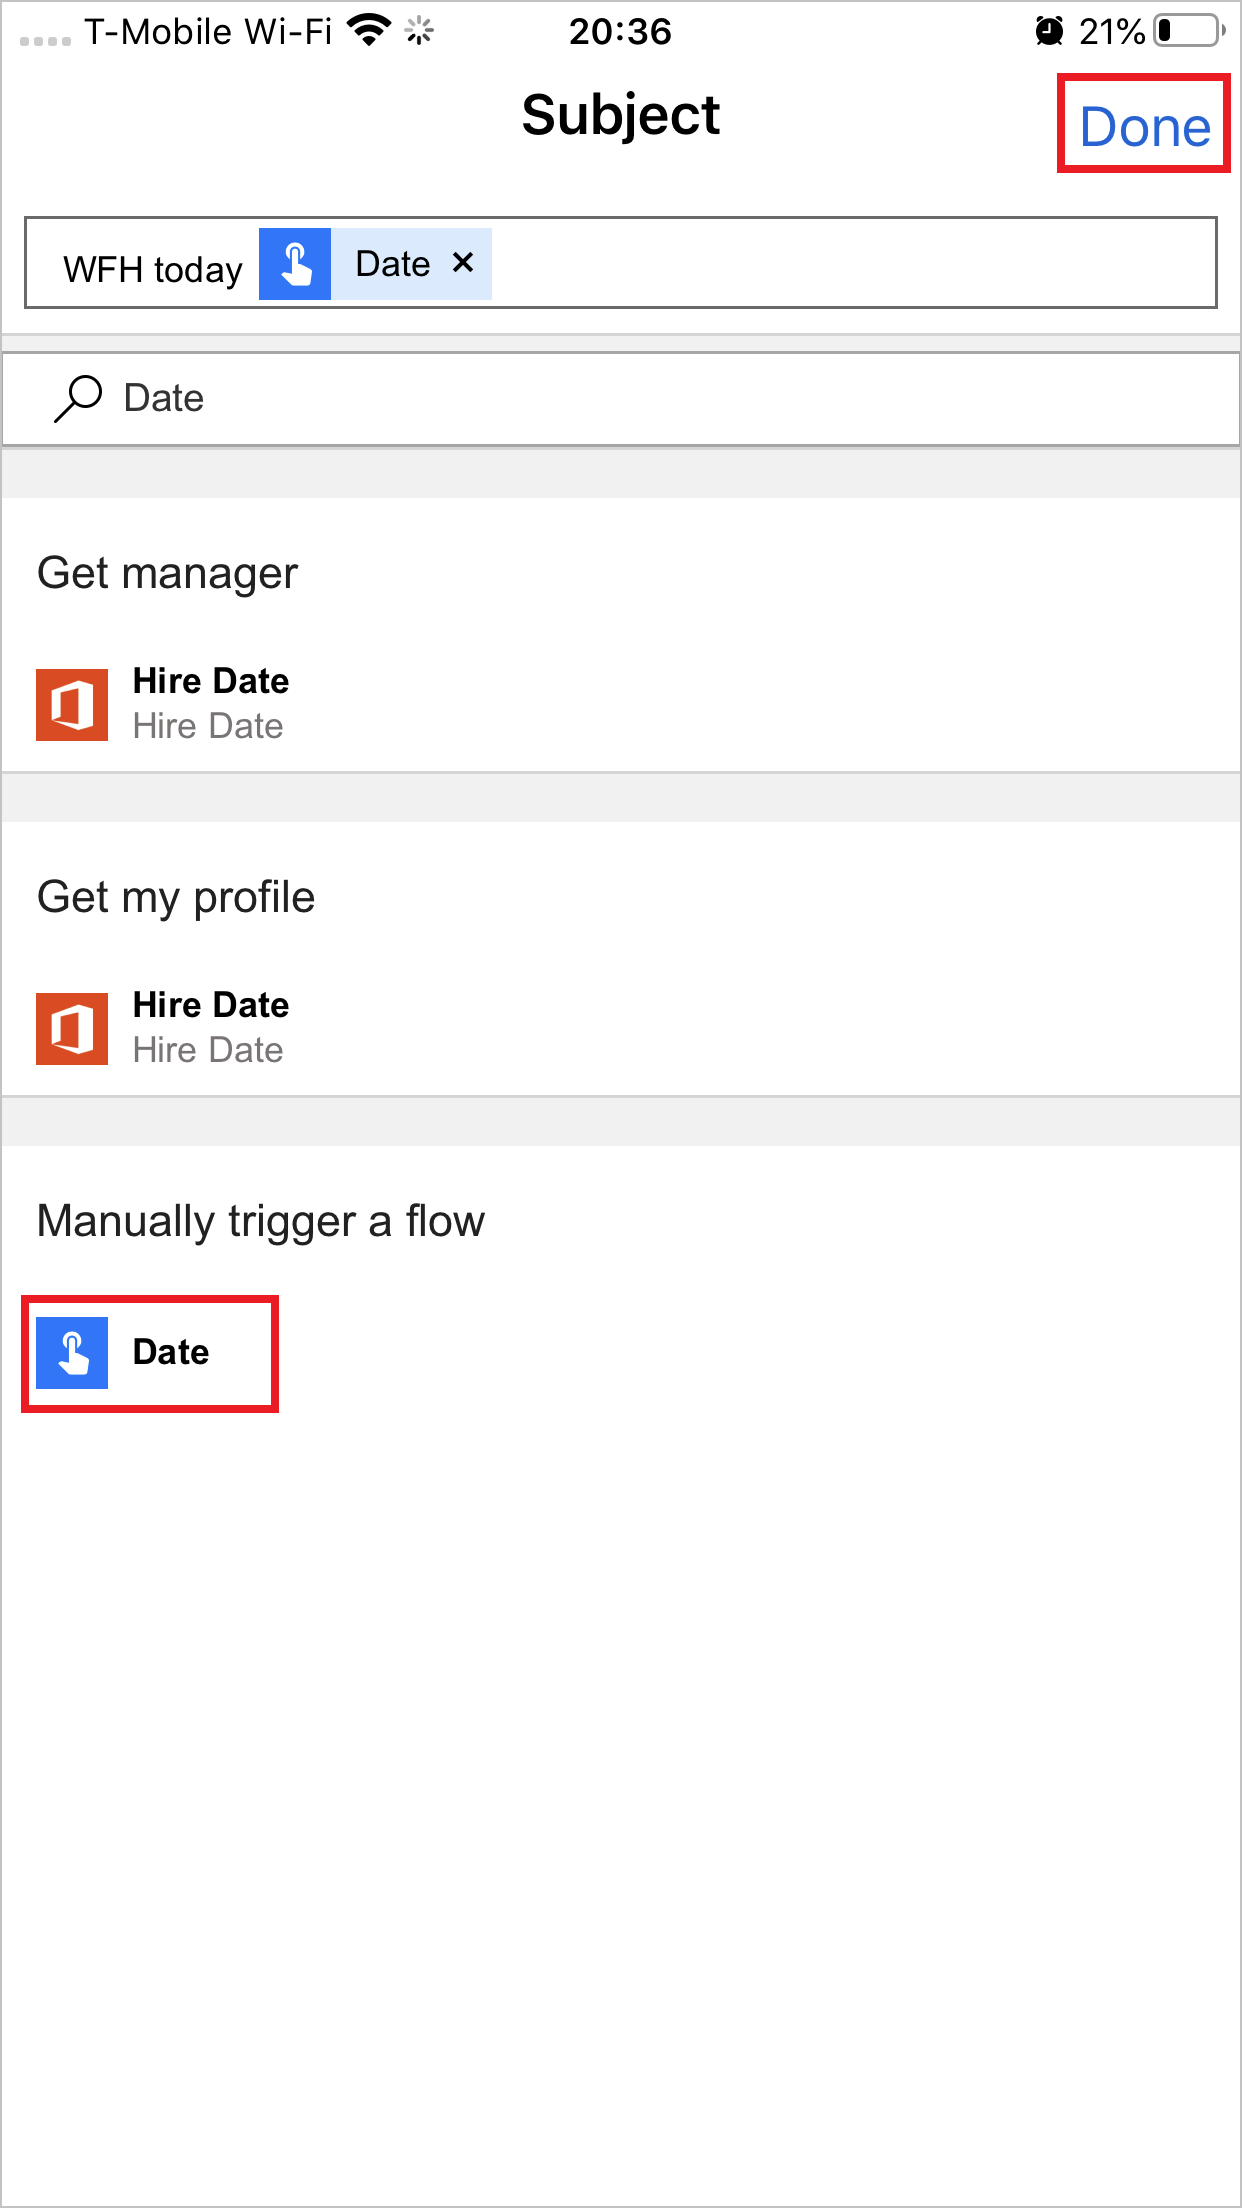 T-Mobile Wi-Fi 20:36 21%
Subject
Done
WFH today Date ×
Date
Get manager
Hire Date
Hire Date
Get my profile
Hire Date
Hire Date
Manually trigger a flow
Date